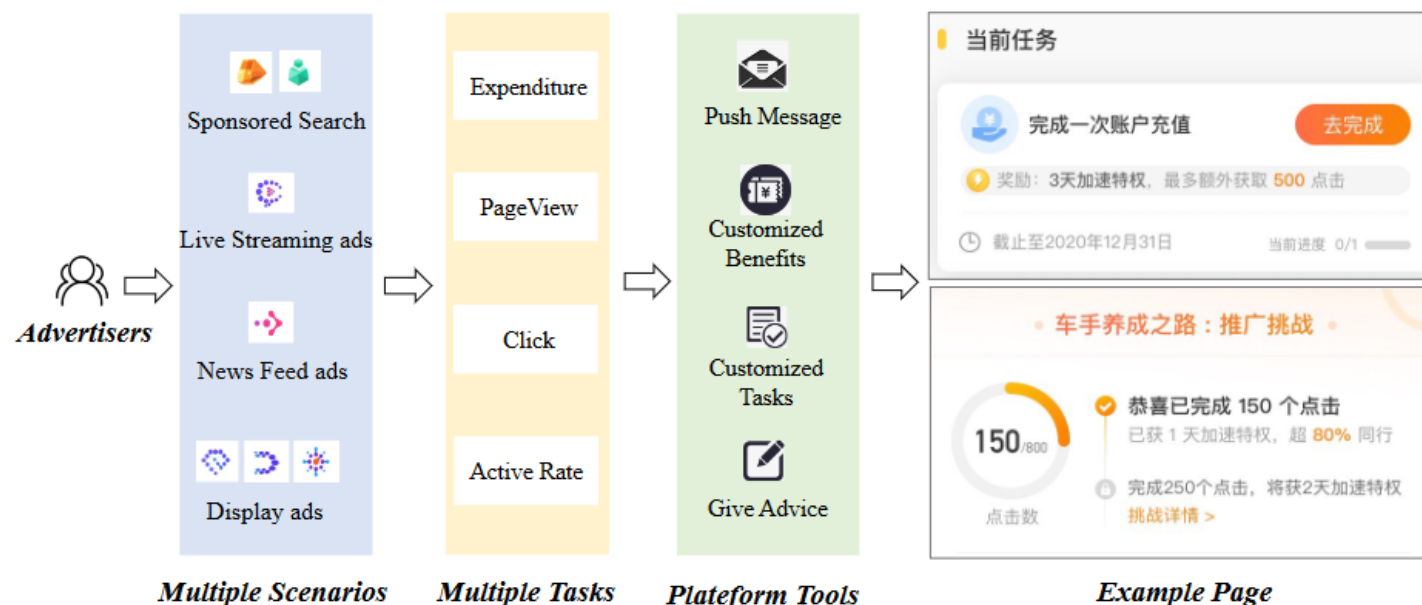 Advertisers
Sponsored Search
Live Streaming ads
News Feed ads
Display ads
Multiple Scenarios
Expenditure
PageView
Click
Active Rate
Multiple Tasks
Push Message
Customized
Benefits
Customized
Tasks
Give Advice
Plateform Tools
当前任务
完成一次账户充值
去完成
奖励：3天加速特权，最多额外获取 500 点击
截止至2020年12月31日
当前进度 0/1
车手养成之路：推广挑战
150/800
点击数
恭喜已完成 150 个点击
已获 1 天加速特权，超 80% 同行
完成250个点击，将获2天加速特权
挑战详情 >
Example Page